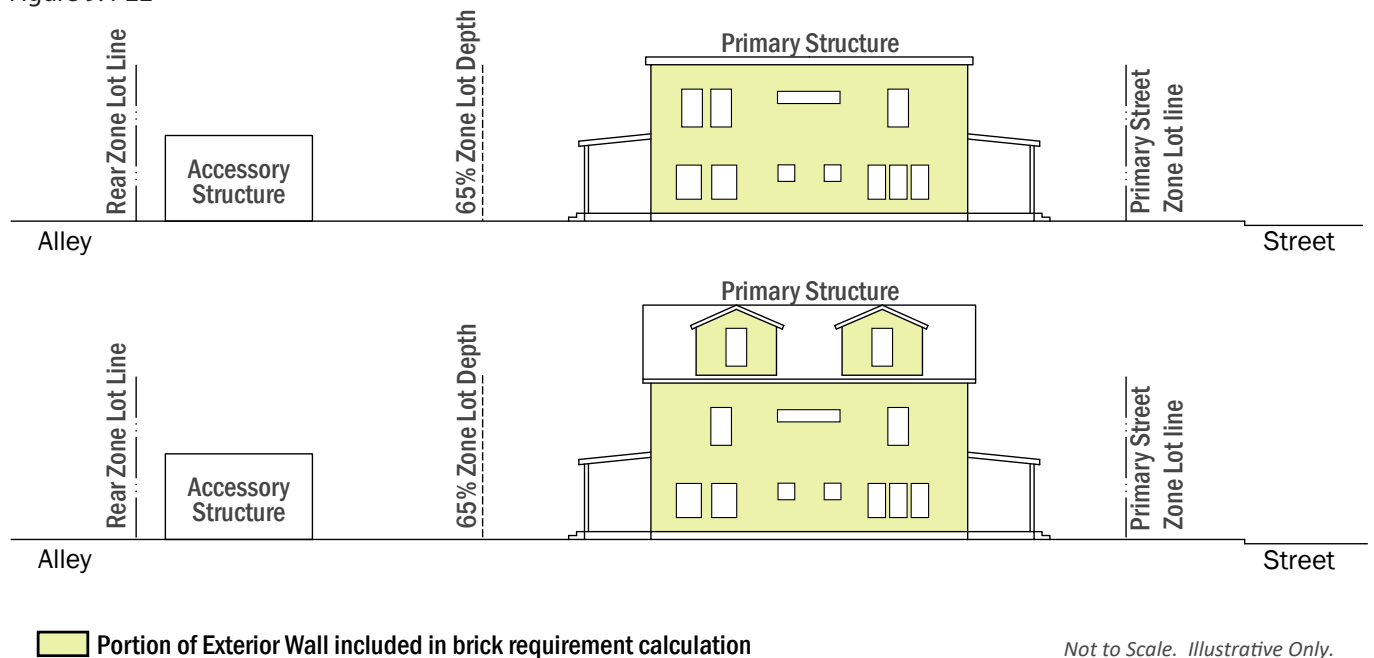 Primary Structure
Rear Zone Lot Line
65% Zone Lot Depth
Primary Street
Zone Lot line
Accessory
Structure
Alley
Street
Primary Structure
Rear Zone Lot Line
65% Zone Lot Depth
Primary Street
Zone Lot line
Accessory
Structure
Alley
Street
Portion of Exterior Wall included in brick requirement calculation
Not to Scale. Illustrative Only.